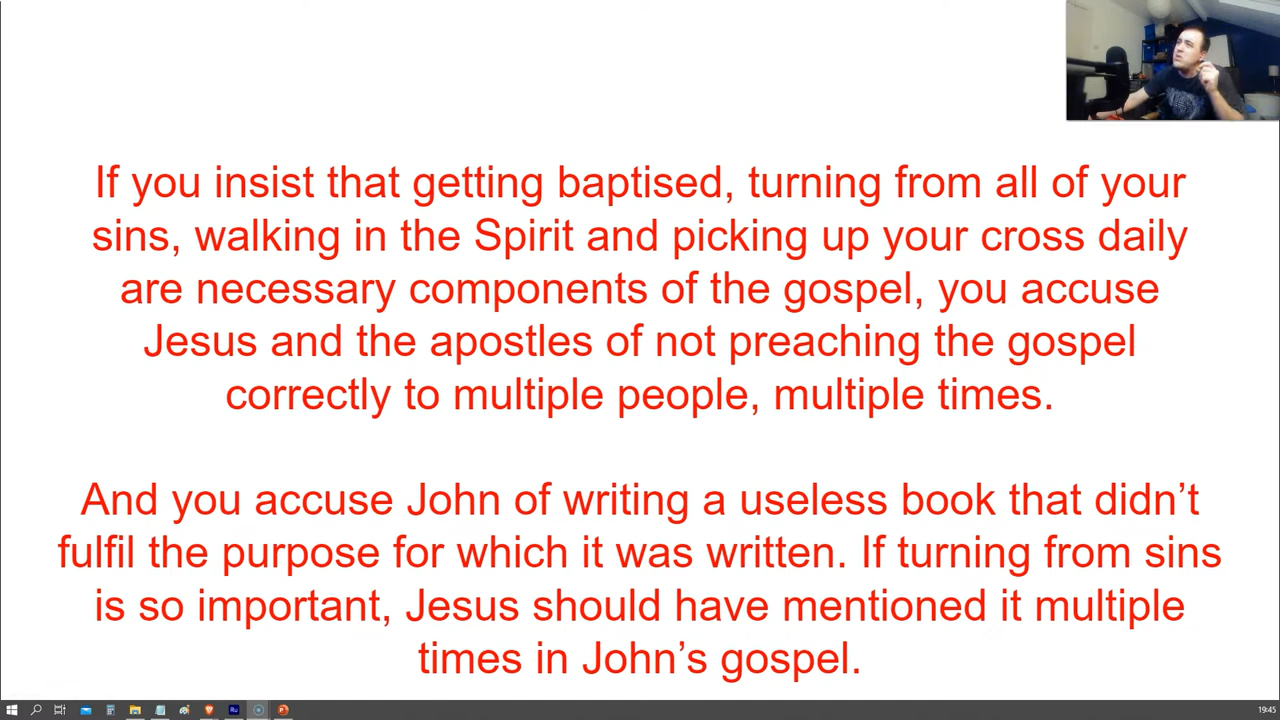 If you insist that getting baptised, turning from all of your
sins, walking in the Spirit and picking up your cross daily
are necessary components of the gospel, you accuse
Jesus and the apostles of not preaching the gospel
correctly to multiple people, multiple times.
And you accuse John of writing a useless book that didn’t
fulfil the purpose for which it was written. If turning from sins
is so important, Jesus should have mentioned it multiple
times in John’s gospel.
19:45